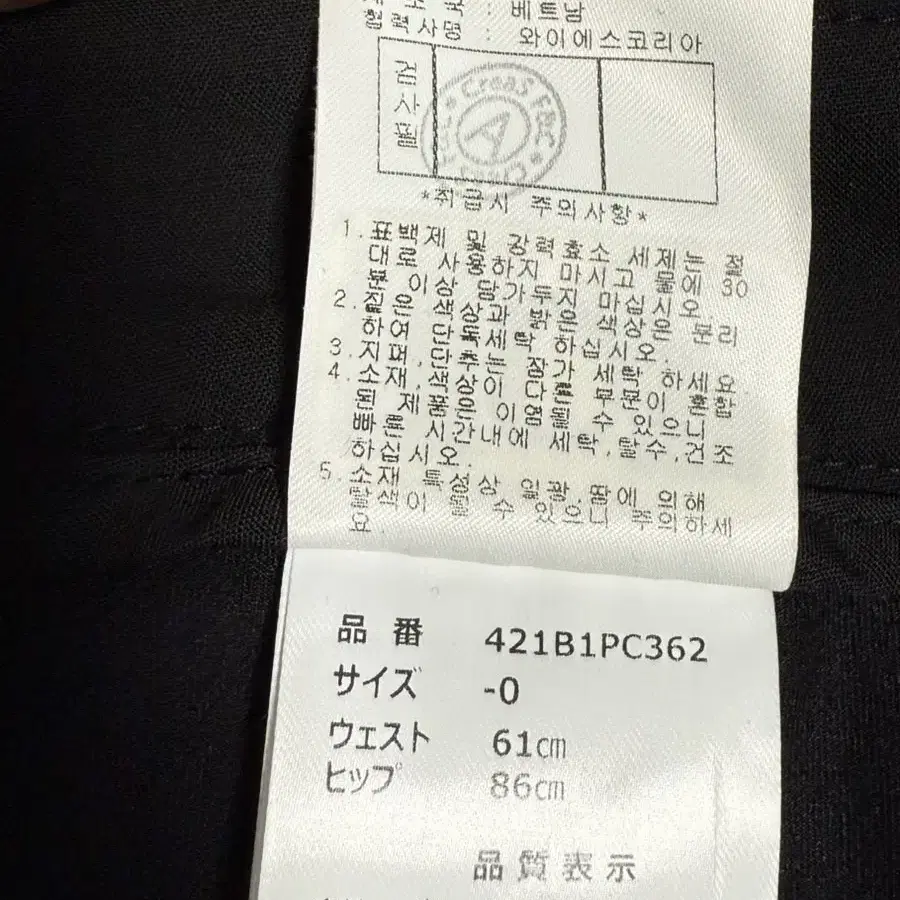 제 조 국 : 베트남
협력사명 : 와이에스코리아
검사필
CreaS F&C
A
*취급시 주의사항*
1.표백제 및 강력효소 세제는 절
대로 사용하지 마시고 물에 30
분 이상 담가두지 마십시오.
2.짙은 색상과 밝은 색상은 분리
하여 단독세탁 하십시오.
3.지퍼,단추는 잠가 세탁 하세요
4.소재,색상이 다른 부분이 혼합
된 제품은 이염될 수 있으니
빠른 시간내에 세탁,탈수,건조
하십시오.
5.소재 특성상 일광,땀에 의해
탈색이 될 수 있으니 주의하세
요
品 番 421B1PC362
サイズ -0
ウェスト 61cm
ヒップ 86cm
品質表示